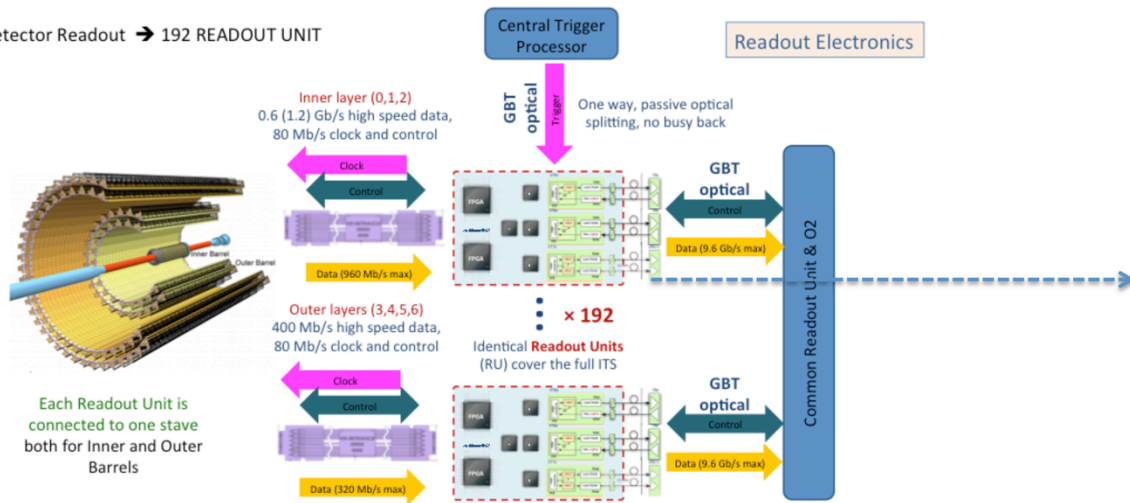 etector Readout ➔ 192 READOUT UNIT
Central Trigger
Processor
Readout Electronics
Inner layer (0,1,2)
0.6 (1.2) Gb/s high speed data,
80 Mb/s clock and control
GBT
optical
Trigger
One way, passive optical
splitting, no busy back
Clock
Control
Data (960 Mb/s max)
Inner Barrel
Outer Barrel
FPGA
FPGA
GBT
optical
Control
Data (9.6 Gb/s max)
Common Readout Unit & O2
× 192
Identical Readout Units
(RU) cover the full ITS
Outer layers (3,4,5,6)
400 Mb/s high speed data,
80 Mb/s clock and control
Clock
Control
Data (320 Mb/s max)
FPGA
FPGA
GBT
optical
Control
Data (9.6 Gb/s max)
Each Readout Unit is
connected to one stave
both for Inner and Outer
Barrels